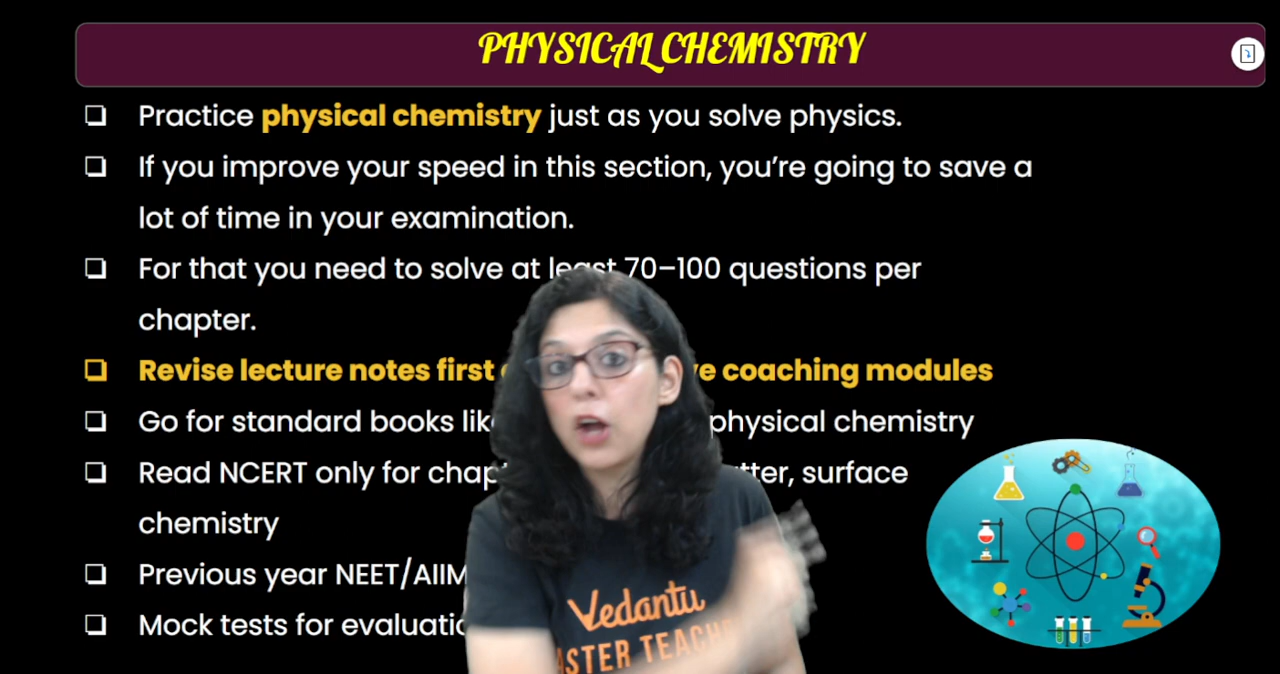 PHYSICAL CHEMISTRY
Practice physical chemistry just as you solve physics.
If you improve your speed in this section, you're going to save a
lot of time in your examination.
For that you need to solve at least 70–100 questions per
chapter.
Revise lecture notes first coaching modules
Go for standard books physical chemistry
Read NCERT only for surface
chemistry
Previous year NEET/
Mock tests for
Vedantu